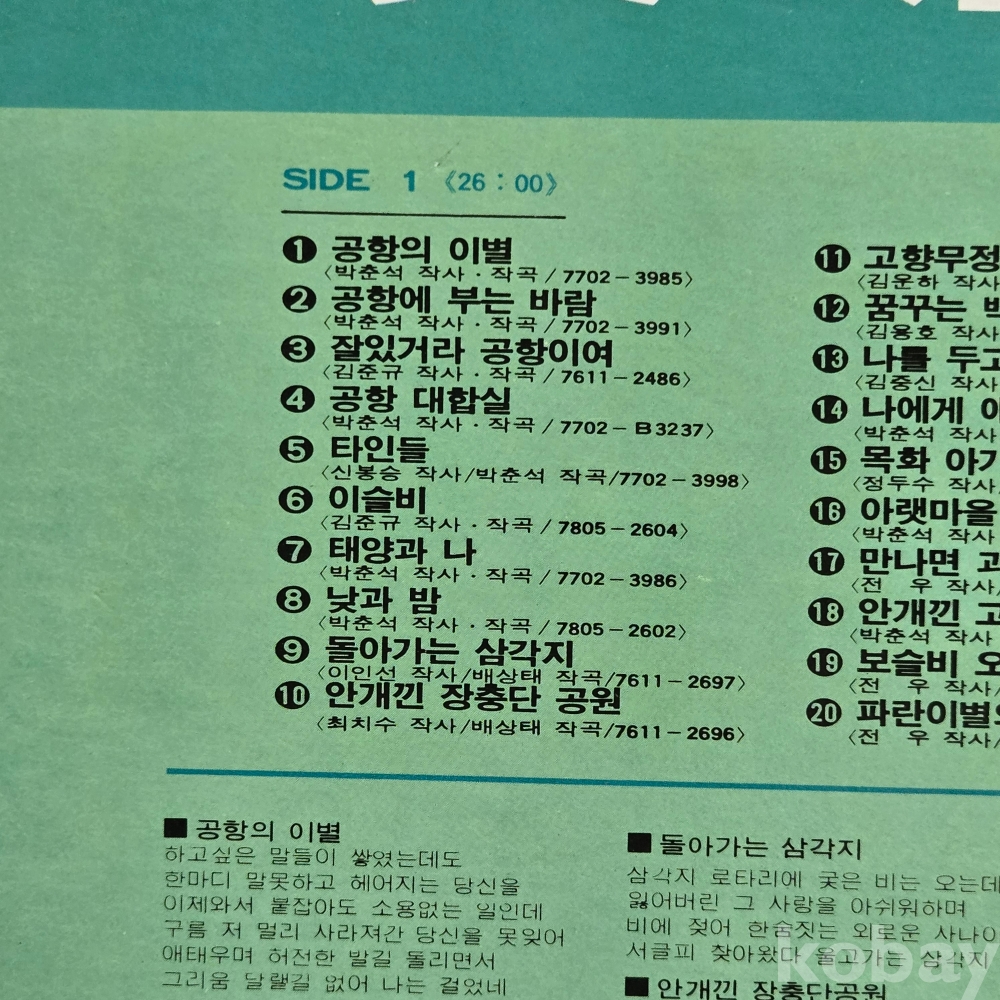 SIDE 1 《26 : 00》
❶ 공항의 이별
〈박춘석 작사·작곡 / 7702－3985〉
❷ 공항에 부는 바람
〈박춘석 작사·작곡 / 7702－3991〉
❸ 잘있거라 공항이여
〈김준규 작사·작곡 / 7611－2486〉
❹ 공항 대합실
〈박춘석 작사·작곡 / 7702－B3237〉
❺ 타인들
〈신봉승 작사/박춘석 작곡/7702－3998〉
❻ 이슬비
〈김준규 작사·작곡 / 7805－2604〉
❼ 태양과 나
〈박춘석 작사·작곡 / 7702－3986〉
❽ 낮과 밤
〈박춘석 작사·작곡 / 7805－2602〉
❾ 돌아가는 삼각지
〈이인선 작사/배상태 작곡/7611－2697〉
❿ 안개낀 장충단 공원
〈최치수 작사/배상태 작곡/7611－2696〉
⓫ 고향무정
〈김운하 작사
⓬ 꿈꾸는
〈김용호 작사
⓭ 나를 두고
〈김중신 작사
⓮ 나에게
〈박춘석 작사
⓯ 목화 아가
〈정두수 작사
⓰ 아랫마을
〈박춘석 작사
⓱ 만나면
〈전 우 작사/
⓲ 안개낀 고
〈박춘석 작사
⓳ 보슬비 오
〈전 우 작사/
⓴ 파란이별의
〈전 우 작사/
■ 공항의 이별
하고싶은 말들이 쌓였는데도
한마디 말못하고 헤어지는 당신을
이제와서 붙잡아도 소용없는 일인데
구름 저 멀리 사라져간 당신을 못잊어
애태우며 허전한 발길 돌리면서
그리움 달랠길 없어 나는 걸었네
■ 돌아가는 삼각지
삼각지 로타리에 궂은 비는 오는데
잃어버린 그 사랑을 아쉬워하며
비에 젖어 한숨짓는 외로운 사나이
서글피 찾아왔다 울고가는 삼각지
■ 안개낀 장충단공원
kobay